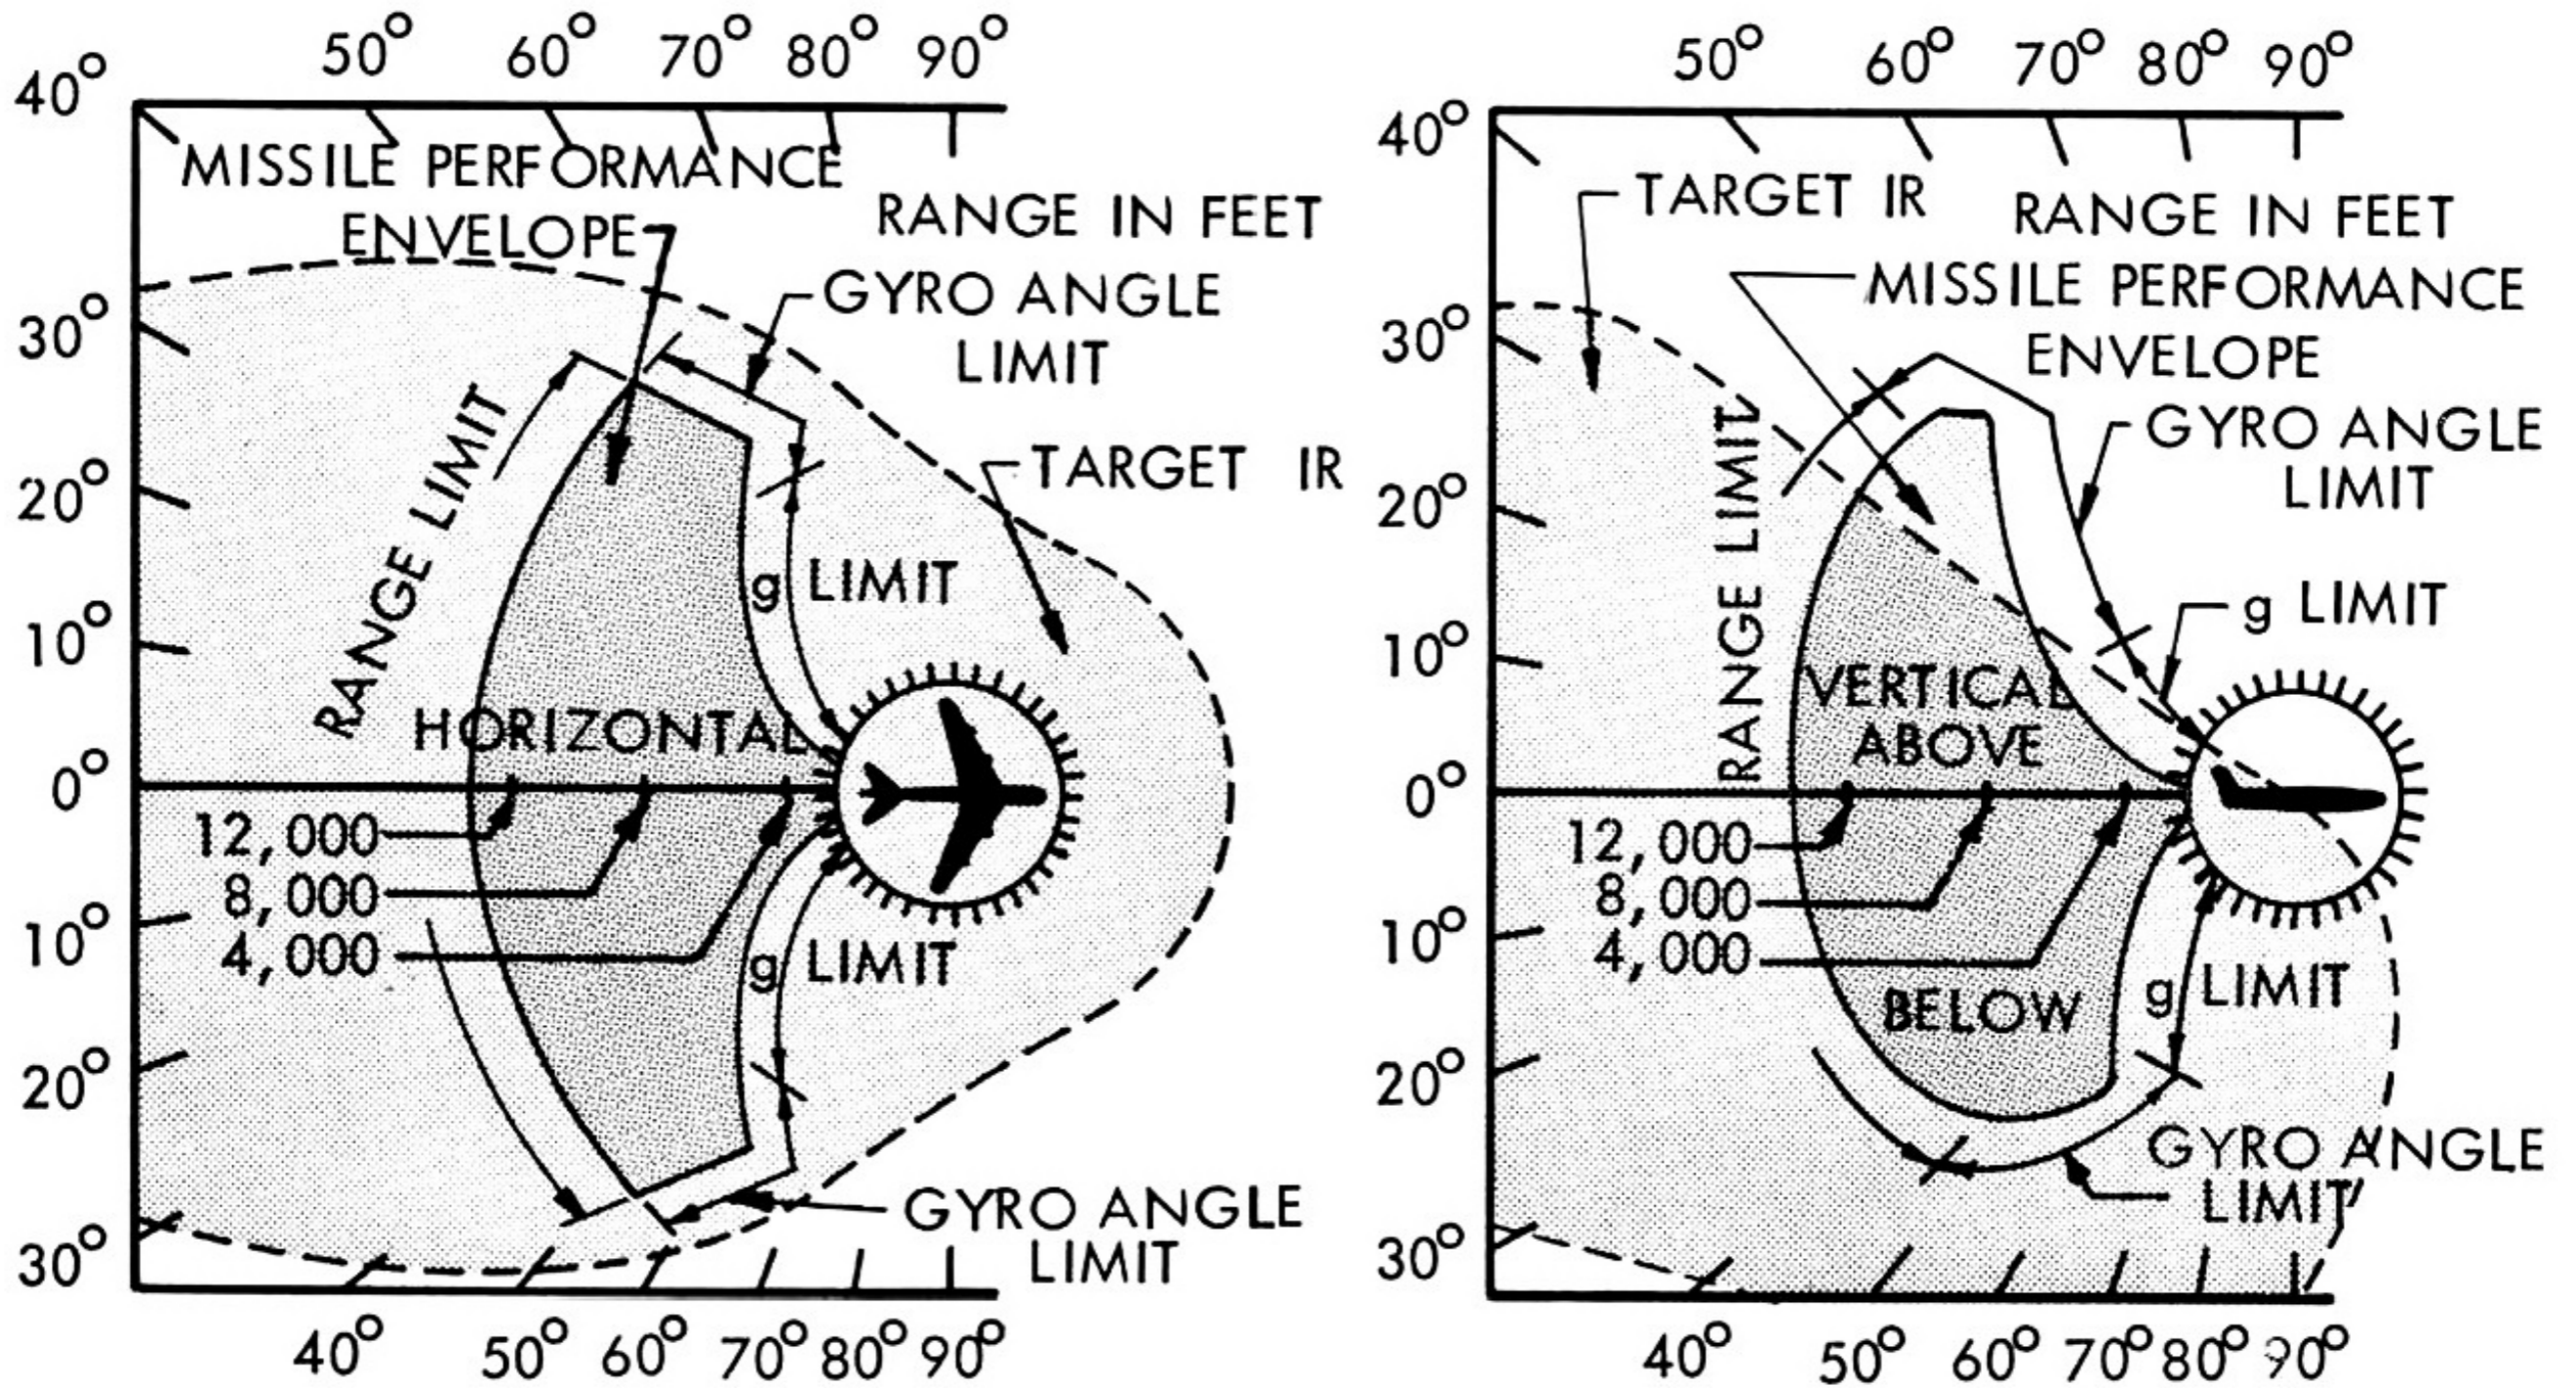 50° 60° 70° 80° 90°
40°
MISSILE PERFORMANCE
ENVELOPE
RANGE IN FEET
GYRO ANGLE
LIMIT
30°
RANGE LIMIT
TARGET IR
20°
g LIMIT
10°
HORIZONTAL
0°
12,000
8,000
4,000
10°
g LIMIT
20°
GYRO ANGLE
LIMIT
30°
40° 50° 60° 70° 80° 90°
50° 60° 70° 80° 90°
40°
TARGET IR
RANGE IN FEET
MISSILE PERFORMANCE
ENVELOPE
30°
RANGE LIMIT
GYRO ANGLE
LIMIT
20°
g LIMIT
10°
VERTICAL
ABOVE
0°
12,000
8,000
4,000
10°
g LIMIT
BELOW
20°
GYRO ANGLE
LIMIT
30°
40° 50° 60° 70° 80° 90°